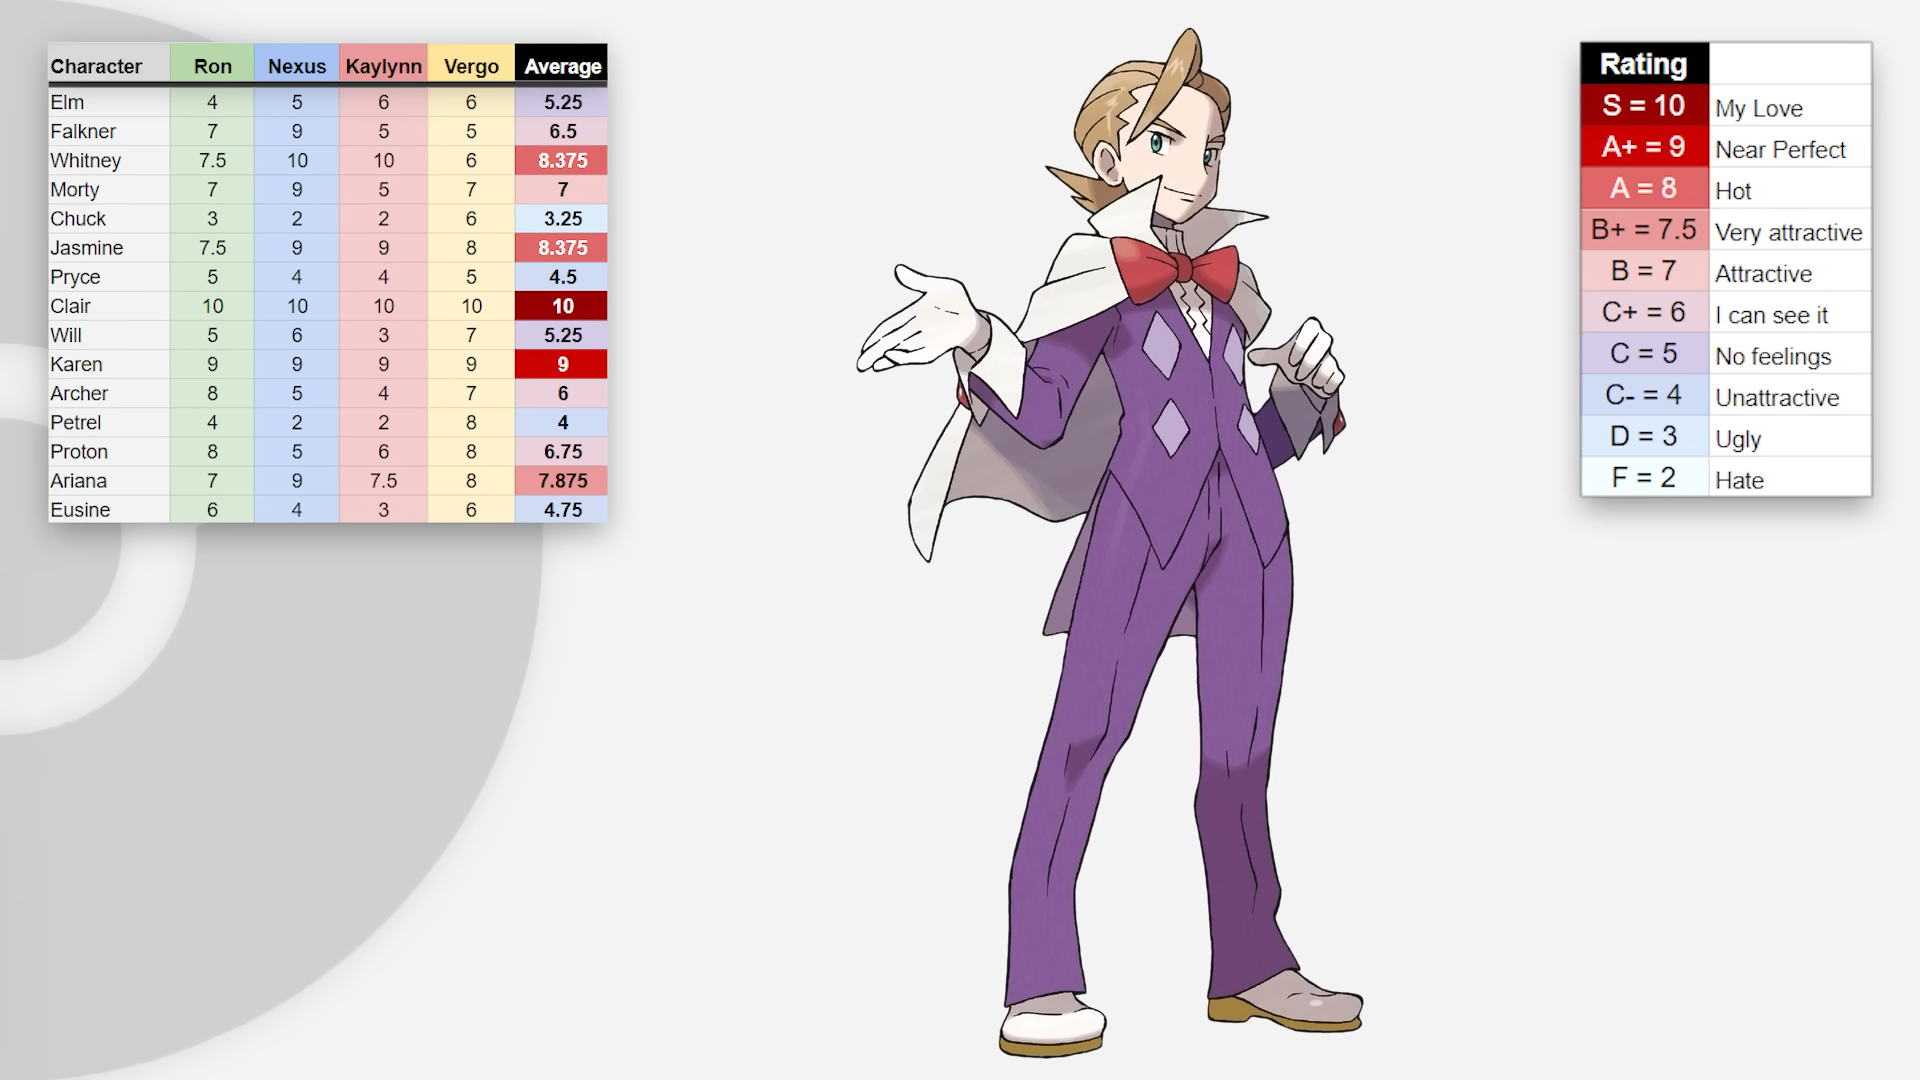 Character Ron Nexus Kaylynn Vergo Average
Elm 4 5 6 6 5.25
Falkner 7 9 5 5 6.5
Whitney 7.5 10 10 6 8.375
Morty 7 9 5 7 7
Chuck 3 2 2 6 3.25
Jasmine 7.5 9 9 8 8.375
Pryce 5 4 4 5 4.5
Clair 10 10 10 10 10
Will 5 6 3 7 5.25
Karen 9 9 9 9 9
Archer 8 5 4 7 6
Petrel 4 2 2 8 4
Proton 8 5 6 8 6.75
Ariana 7 9 7.5 8 7.875
Eusine 6 4 3 6 4.75
Rating
S = 10 My Love
A+ = 9 Near Perfect
A = 8 Hot
B+ = 7.5 Very attractive
B = 7 Attractive
C+ = 6 I can see it
C = 5 No feelings
C- = 4 Unattractive
D = 3 Ugly
F = 2 Hate